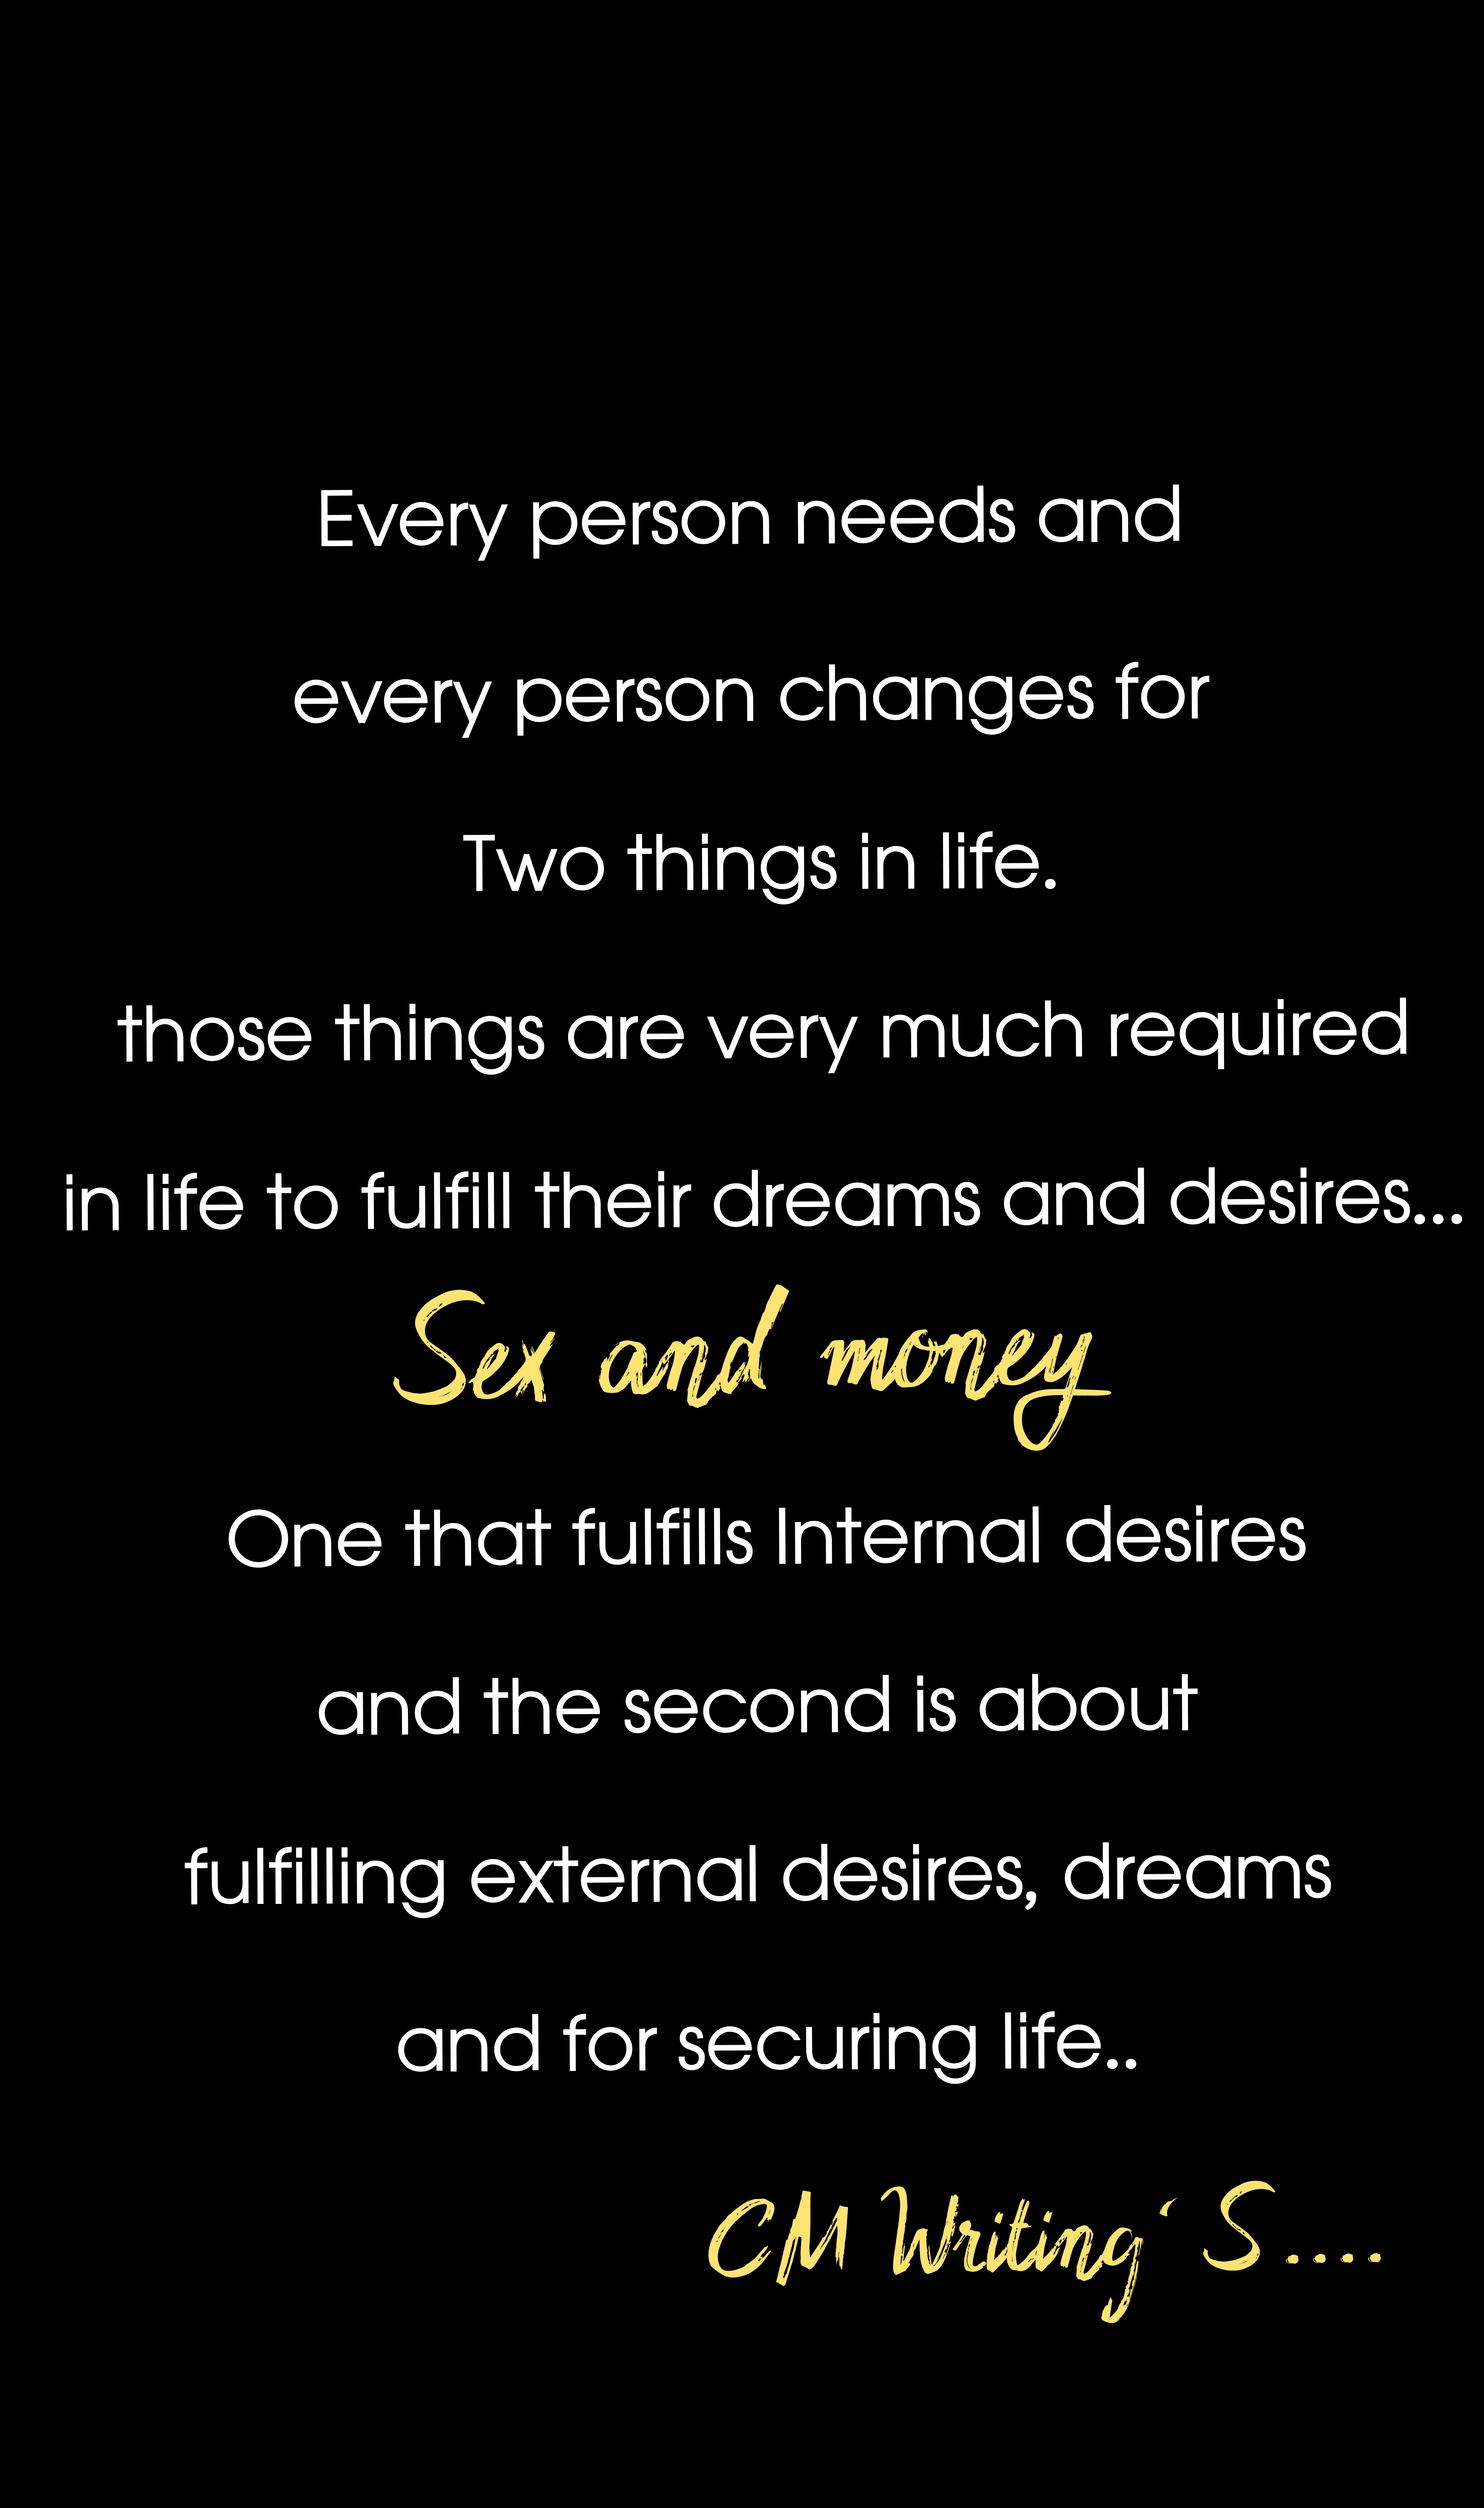 Every person needs and
every person changes for
Two things in life.
those things are very much required
in life to fulfill their dreams and desires...
Sex and money
One that fulfills Internal desires
and the second is about
fulfilling external desires, dreams
and for securing life..
CM Writing' S....